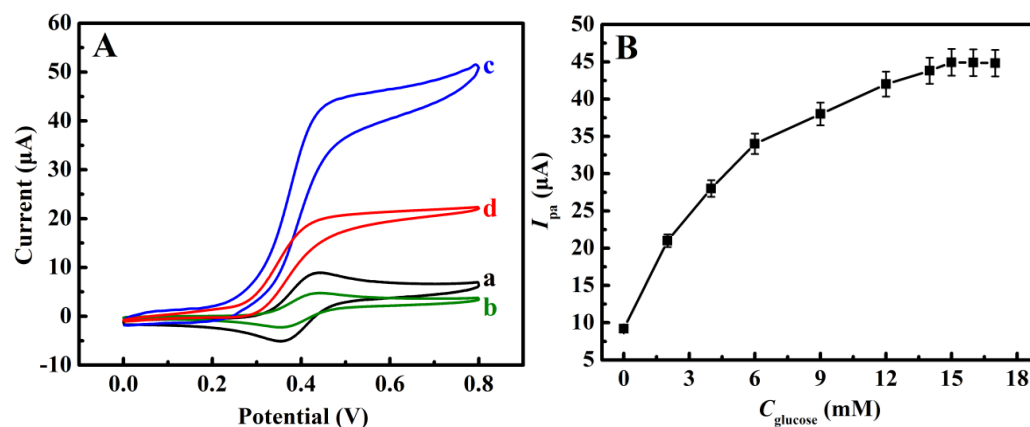 A
60
50
40
30
20
10
0
-10
Current (μA)
c
d
a
b
0.0 0.2 0.4 0.6 0.8
Potential (V)
B
50
45
40
35
30
25
20
15
10
5
I pa (μA)
0 3 6 9 12 15 18
C glucose (mM)